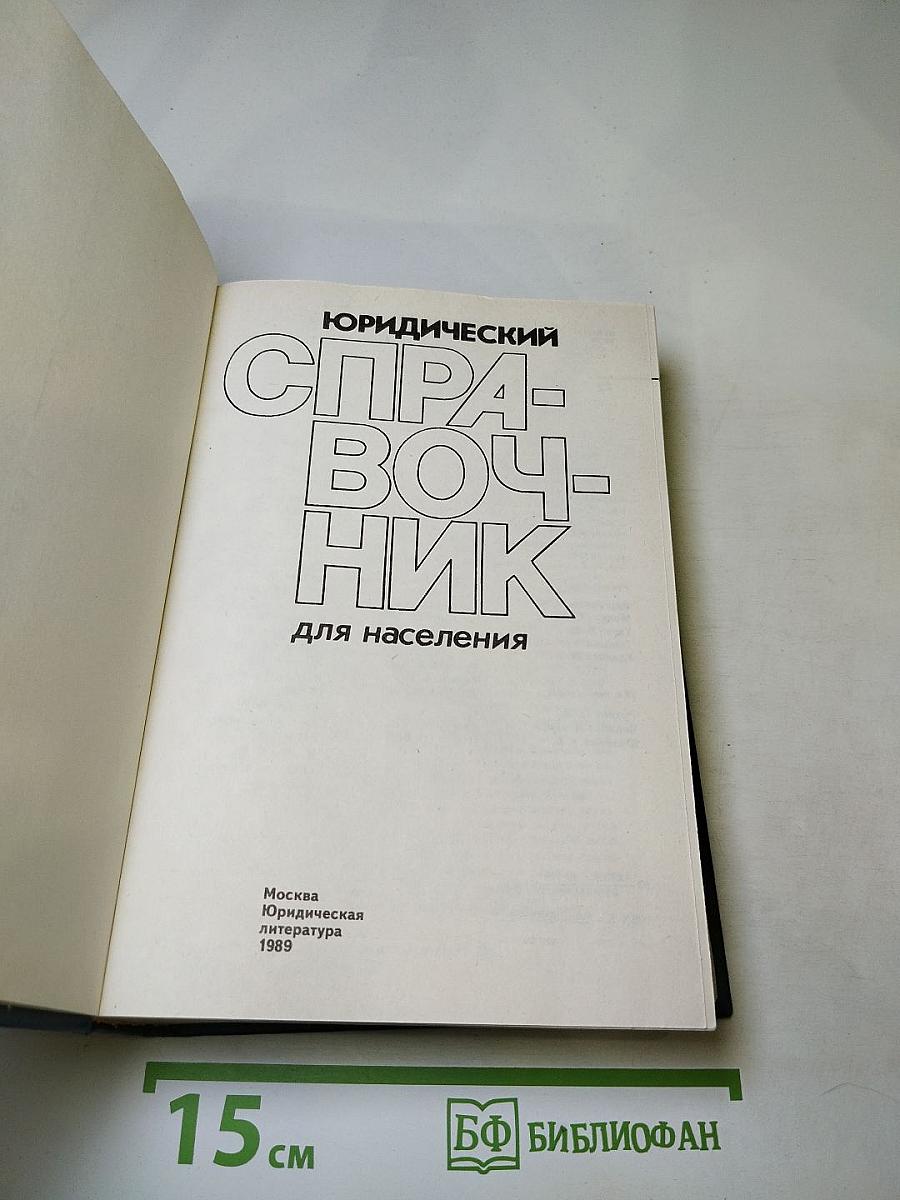 ЮРИДИЧЕСКИЙ
СПРА-
ВОЧ-
НИК
для населения
Москва
Юридическая
литература
1989
15 см
БФ БИБЛИОФАН